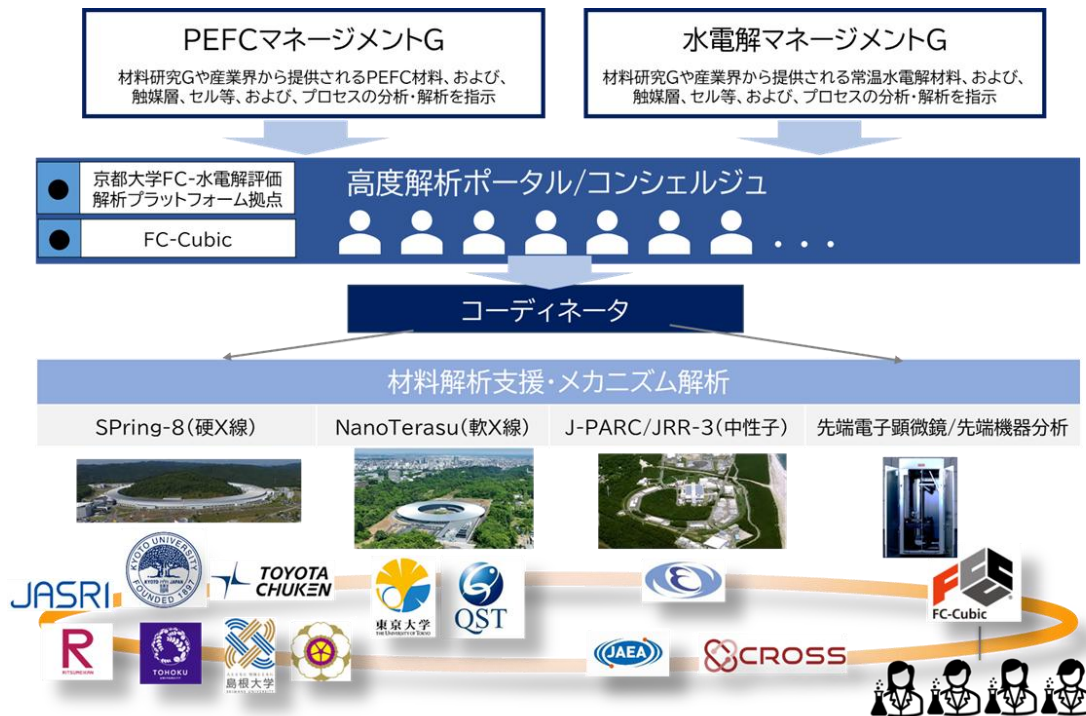 PEFCマネージメントG
材料研究Gや産業界から提供されるPEFC材料、および、
触媒層、セル等、および、プロセスの分析・解析を指示
水電解マネージメントG
材料研究Gや産業界から提供される常温水電解材料、および、
触媒層、セル等、および、プロセスの分析・解析を指示
京都大学FC-水電解評価
解析プラットフォーム拠点
FC-Cubic
高度解析ポータル/コンシェルジュ
...
コーディネータ
材料解析支援・メカニズム解析
SPring-8(硬X線)
NanoTerasu(軟X線)
J-PARC/JRR-3(中性子)
先端電子顕微鏡/先端機器分析
JASRI
KYOTO UNIVERSITY
FOUNDED 1897
TOYOTA
CHUKEN
東京大学
THE UNIVERSITY OF TOKYO
QST
FCC
FC-Cubic
R
RITSUMEIKAN
TOHOKU
UNIVERSITY
島根大学
SHIMANE UNIVERSITY
JAEA
CROSS